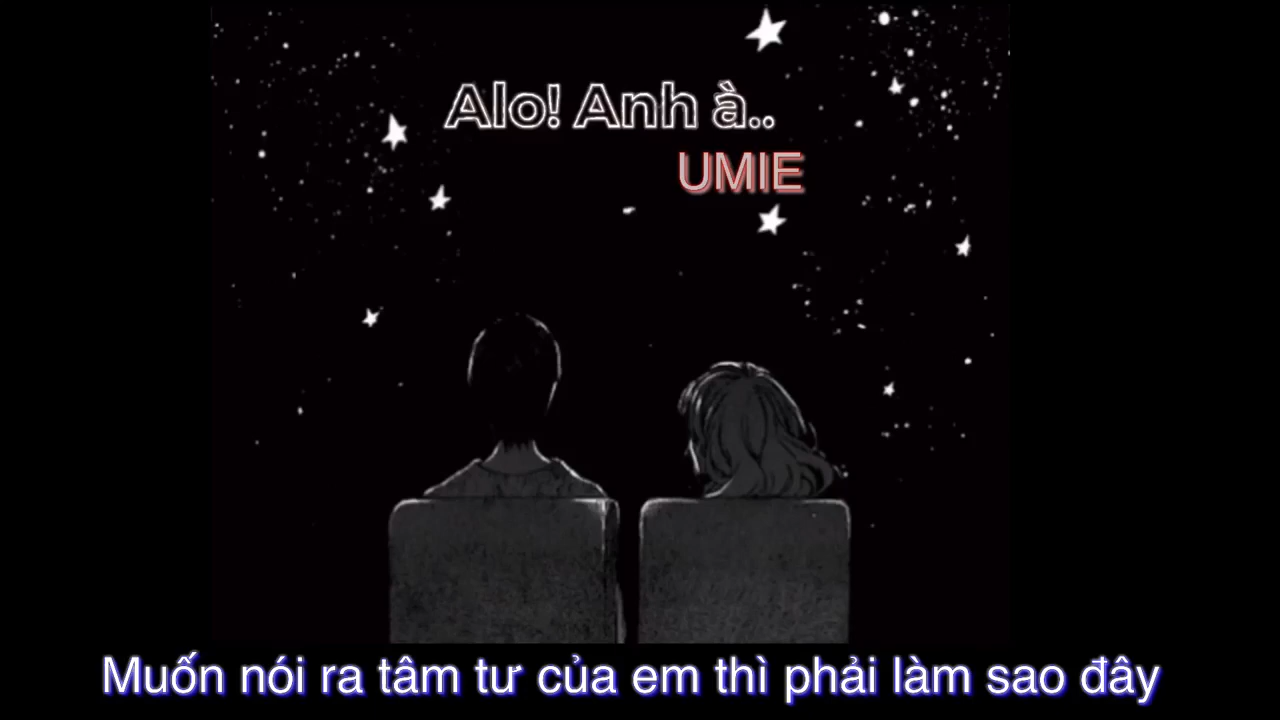 Alo! Anh à..
UMIE
Muốn nói ra tâm tư của em thì phải làm sao đây